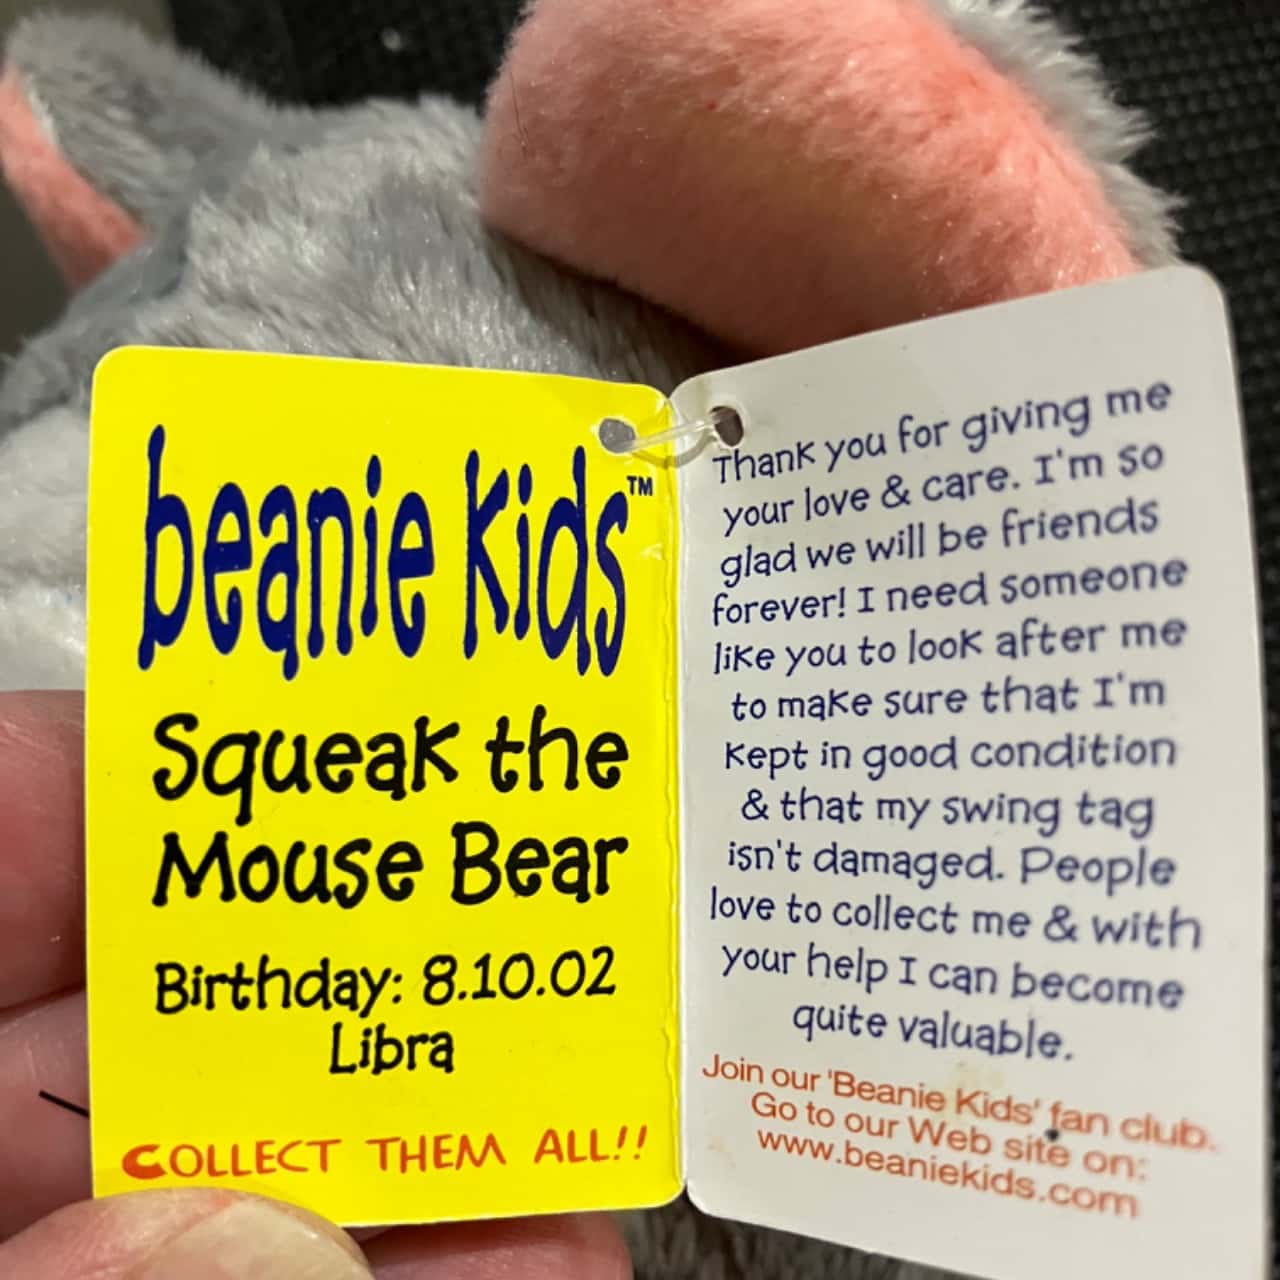 beanie kids™
Squeak the
Mouse Bear
Birthday: 8.10.02
Libra
COLLECT THEM ALL!!
Thank you for giving me
your love & care. I'm so
glad we will be friends
forever! I need someone
like you to look after me
to make sure that I'm
kept in good condition
& that my swing tag
isn't damaged. People
love to collect me & with
your help I can become
quite valuable.
Join our 'Beanie Kids' fan club.
Go to our Web site on:
www.beaniekids.com